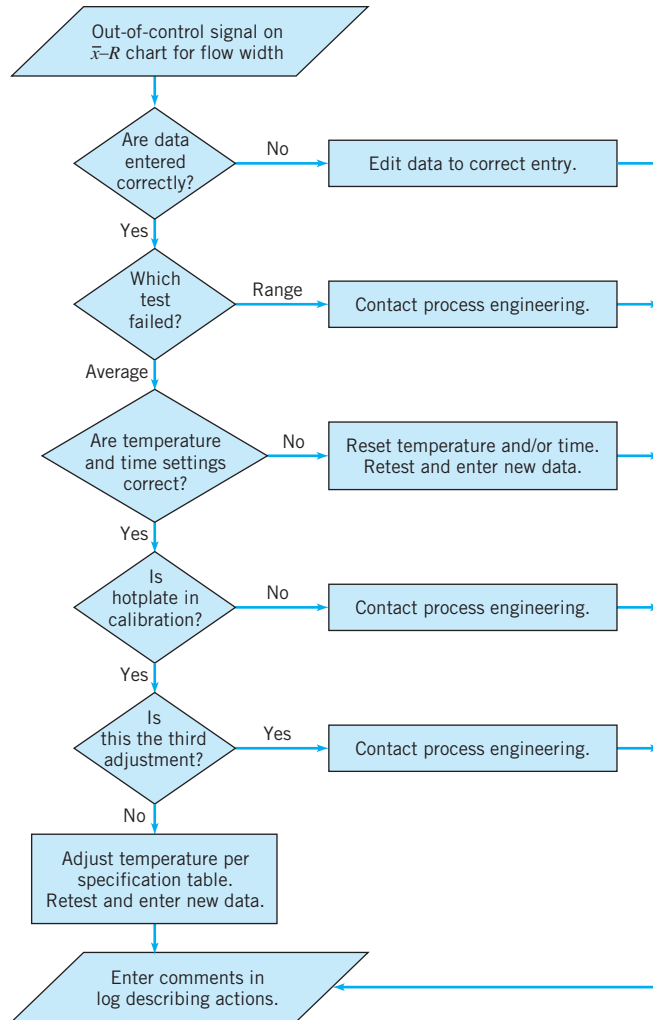 Out-of-control signal on
x̄–R chart for flow width
Are data
entered
correctly?
No
Edit data to correct entry.
Yes
Which
test
failed?
Range
Contact process engineering.
Average
Are temperature
and time settings
correct?
No
Reset temperature and/or time.
Retest and enter new data.
Yes
Is
hotplate in
calibration?
No
Contact process engineering.
Yes
Is
this the third
adjustment?
Yes
Contact process engineering.
No
Adjust temperature per
specification table.
Retest and enter new data.
Enter comments in
log describing actions.